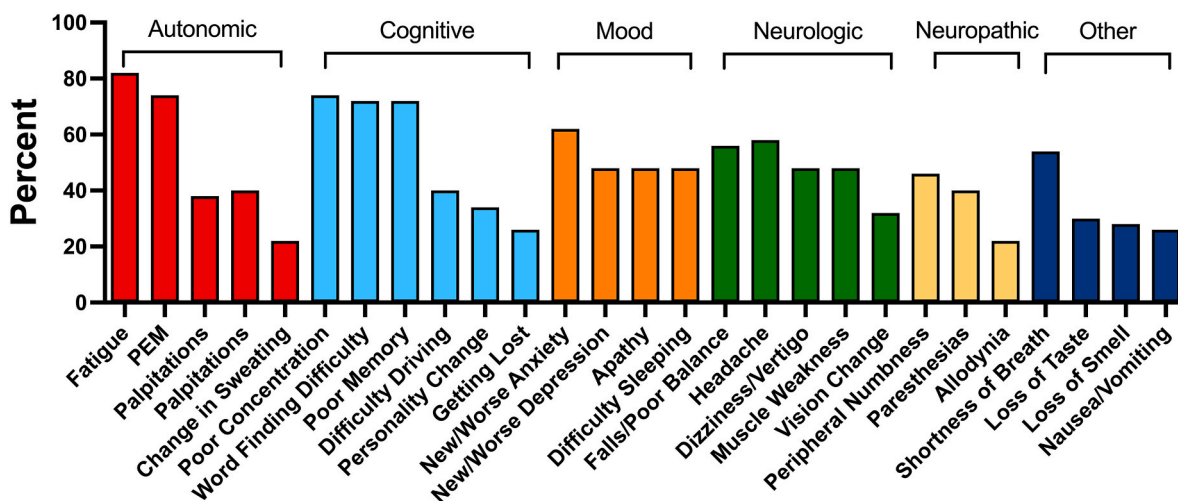 Autonomic
Cognitive
Mood
Neurologic
Neuropathic
Other
Percent
100
80
60
40
20
0
Fatigue
PEM
Palpitations
Palpitations
Change in Sweating
Poor Concentration
Word Finding Difficulty
Poor Memory
Difficulty Driving
Personality Change
Getting Lost
New/Worse Anxiety
New/Worse Depression
Apathy
Difficulty Sleeping
Falls/Poor Balance
Headache
Dizziness/Vertigo
Muscle Weakness
Vision Change
Peripheral Numbness
Paresthesias
Allodynia
Shortness of Breath
Loss of Taste
Loss of Smell
Nausea/Vomiting